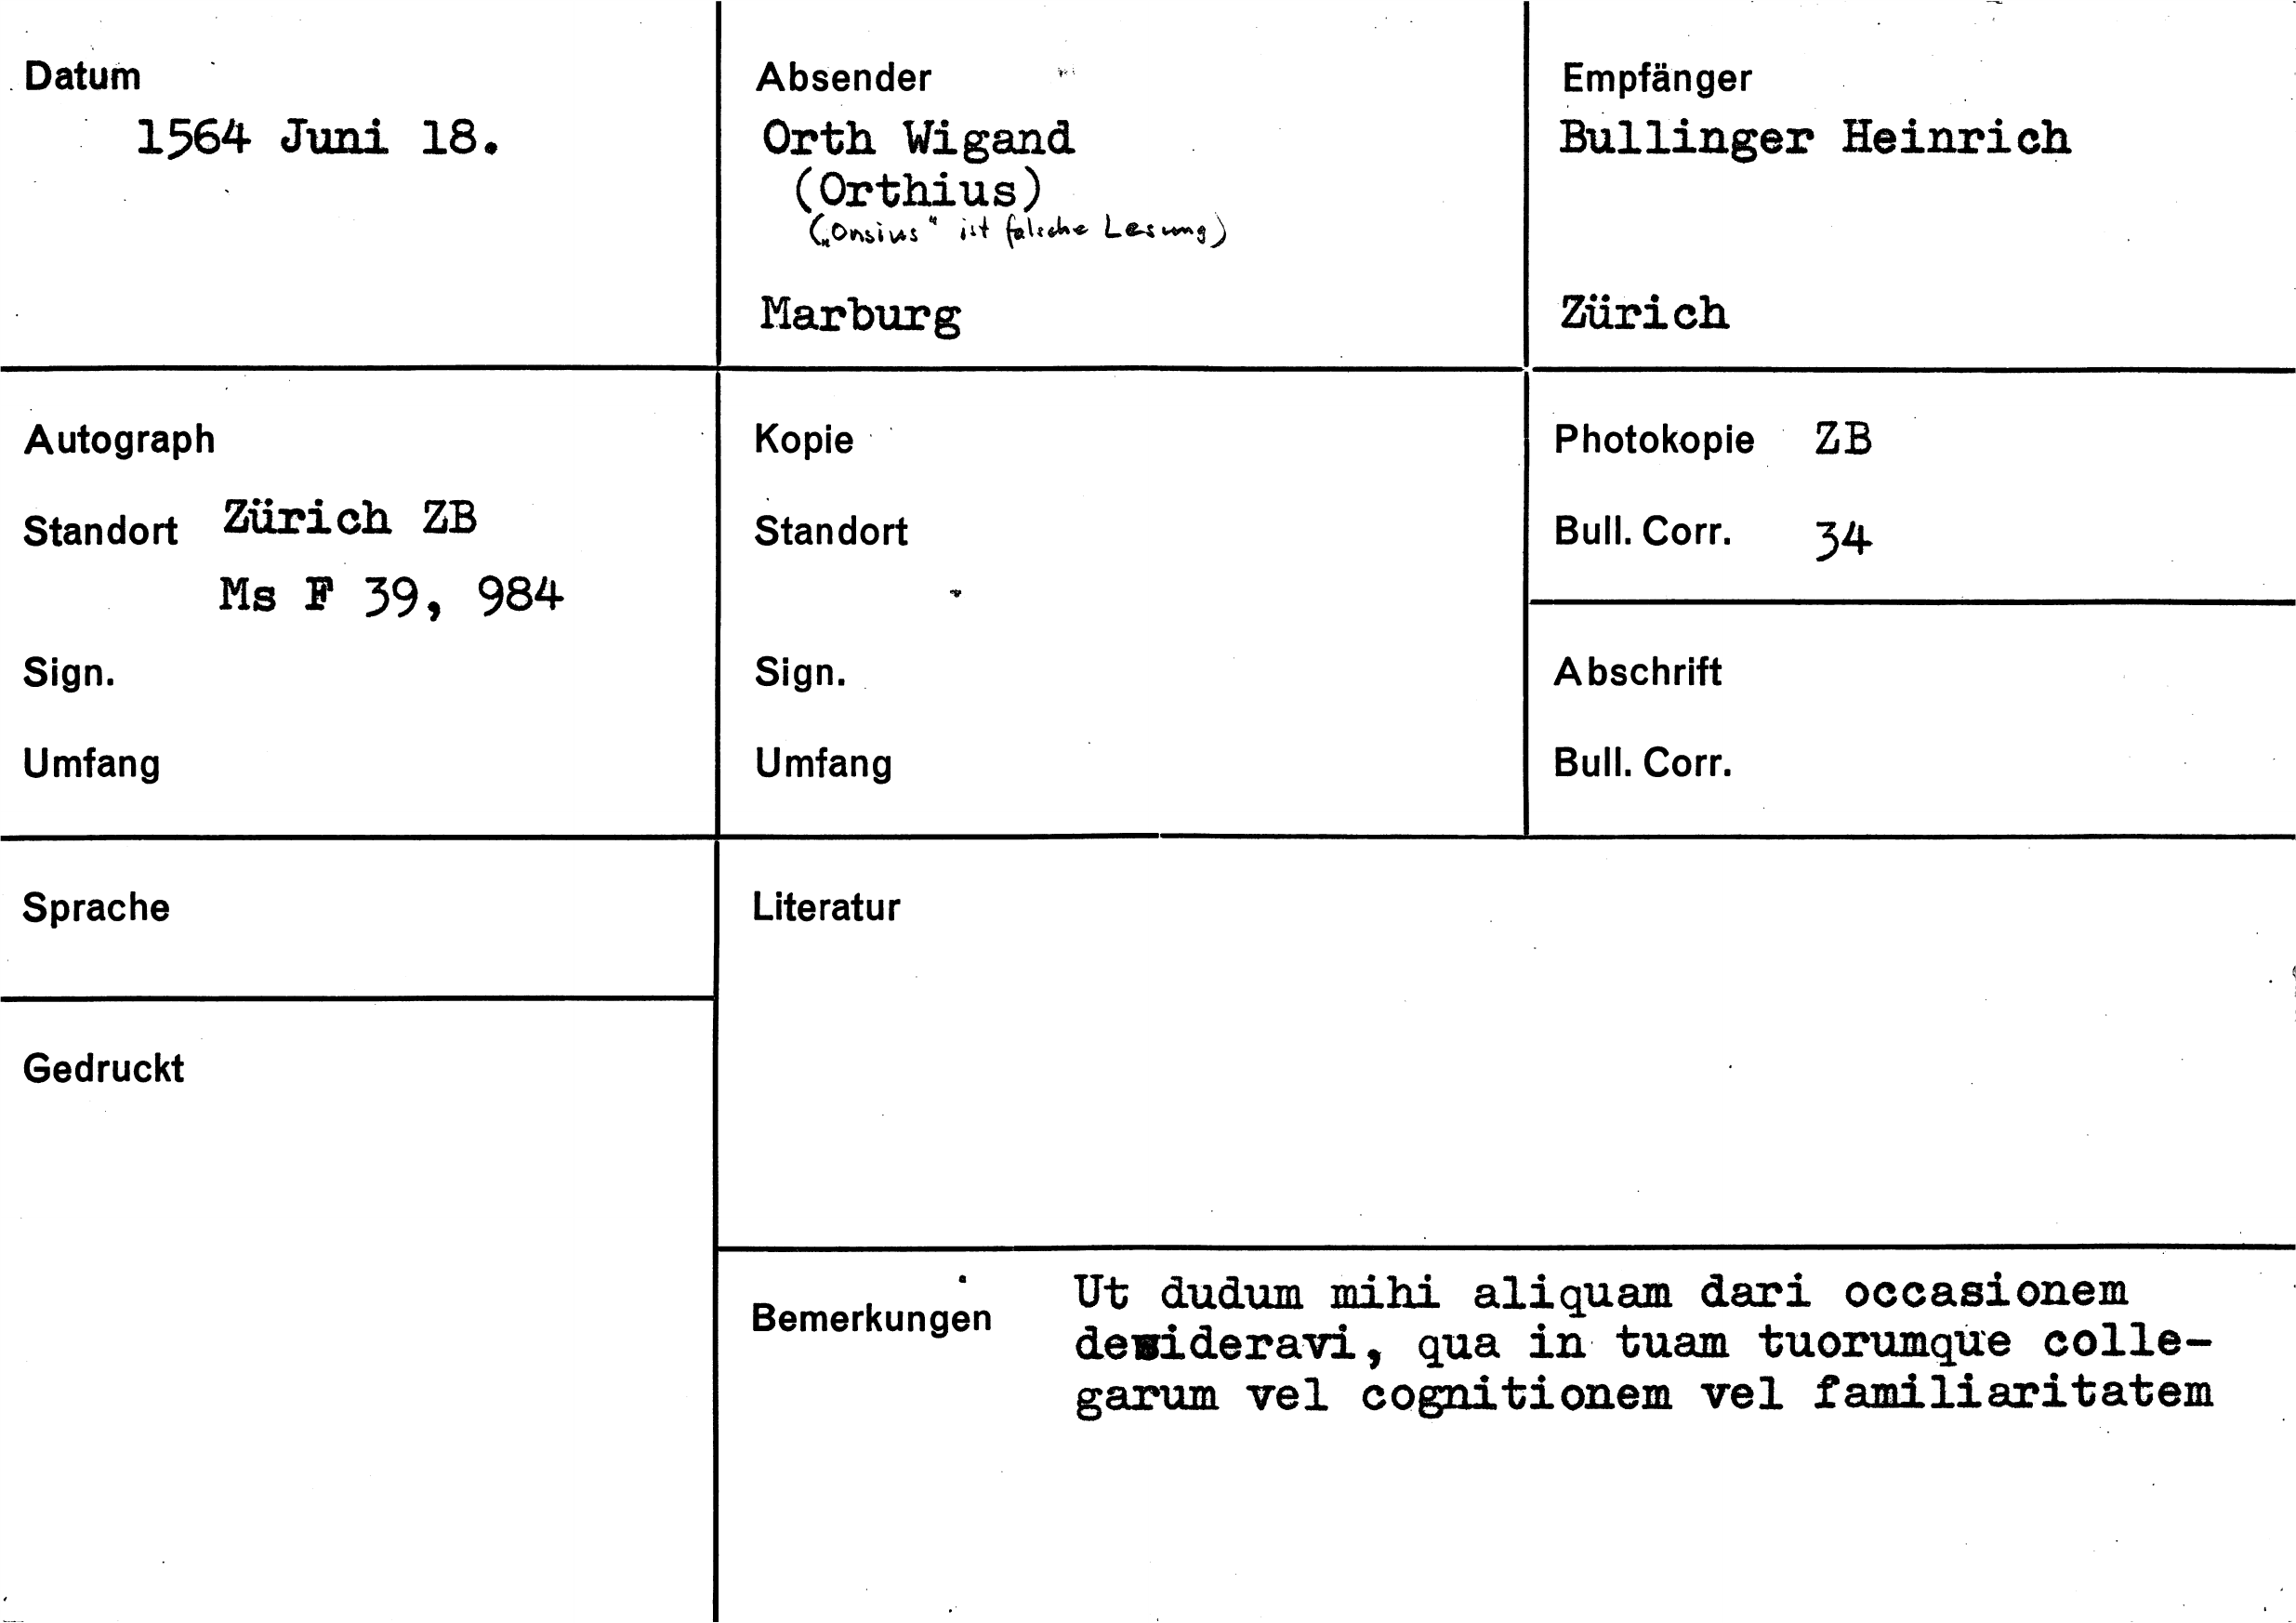 Datum
1564 Juni 18.
Absender
Orth Wigand
(Orthius)
(„Onsius" ist falsche Lesung)
Marburg
Empfänger
Bullinger Heinrich
Zürich
Autograph
Standort Zürich ZB
Ms F 39, 984
Sign.
Umfang
Kopie
Standort
Sign.
Umfang
Photokopie ZB
Bull. Corr. 34
Abschrift
Bull. Corr.
Sprache
Gedruckt
Literatur
Bemerkungen
Ut dudum mihi aliquam dari occasionem
desideravi, qua in tuam tuorumque colle-
garum vel cognitionem vel familiaritatem